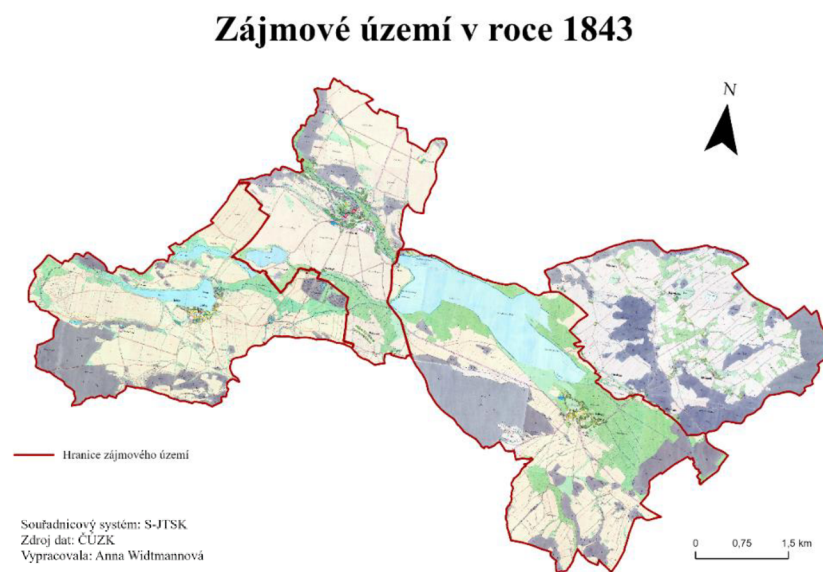 Zájmové území v roce 1843
N
Hranice zájmového území
Souřadnicový systém: S-JTSK
Zdroj dat: ČÚZK
Vypracovala: Anna Widtmannová
0 0,75 1,5 km